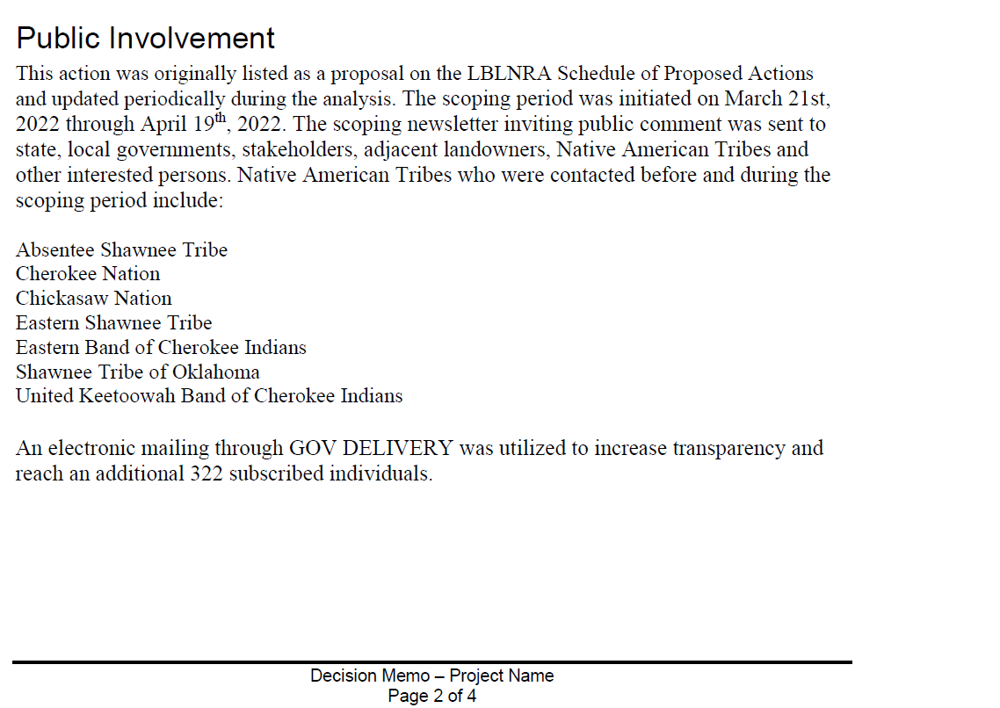 Public Involvement
This action was originally listed as a proposal on the LBLNRA Schedule of Proposed Actions
and updated periodically during the analysis. The scoping period was initiated on March 21st,
2022 through April 19th, 2022. The scoping newsletter inviting public comment was sent to
state, local governments, stakeholders, adjacent landowners, Native American Tribes and
other interested persons. Native American Tribes who were contacted before and during the
scoping period include:
Absentee Shawnee Tribe
Cherokee Nation
Chickasaw Nation
Eastern Shawnee Tribe
Eastern Band of Cherokee Indians
Shawnee Tribe of Oklahoma
United Keetoowah Band of Cherokee Indians
An electronic mailing through GOV DELIVERY was utilized to increase transparency and
reach an additional 322 subscribed individuals.
Decision Memo – Project Name
Page 2 of 4